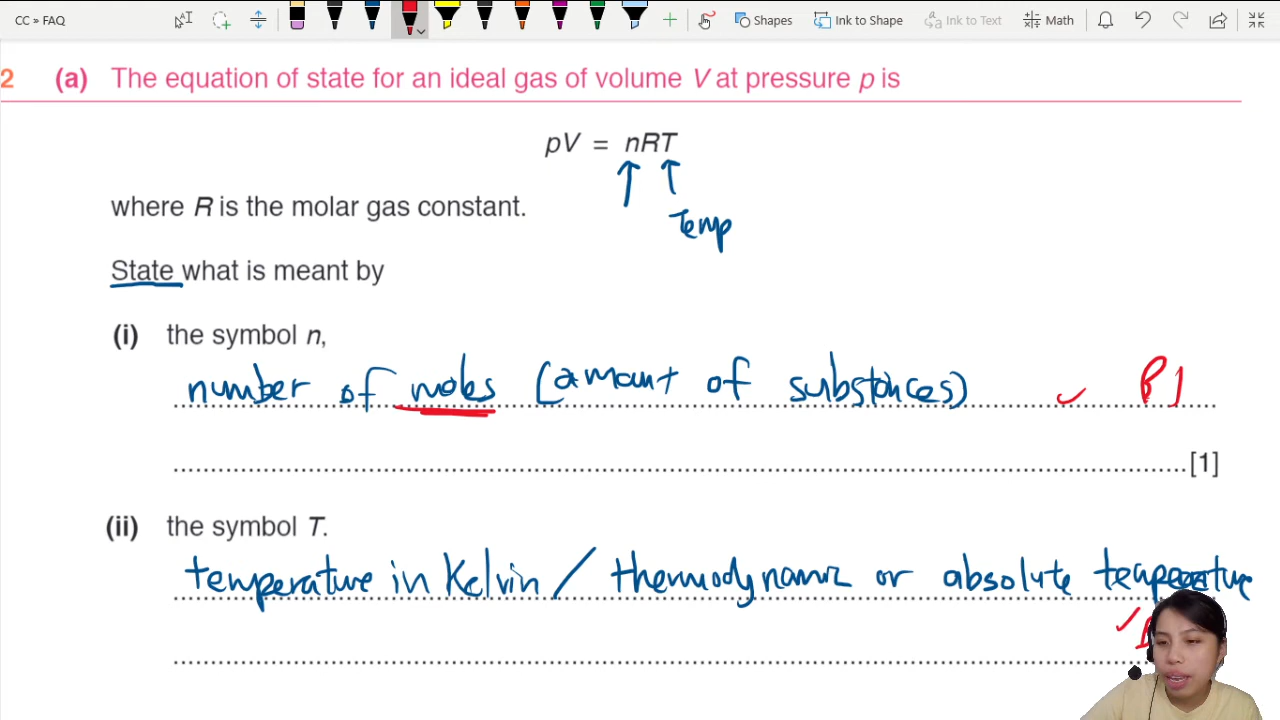 CC » FAQ
Shapes
Ink to Shape
Ink to Text
Math
2 (a) The equation of state for an ideal gas of volume V at pressure p is
pV = nRT
where R is the molar gas constant.
Temp
State what is meant by
(i) the symbol n,
number of moles (amount of substances) ✓ B1
[1]
(ii) the symbol T.
temperature in Kelvin / thermodynamic or absolute temperature
✓